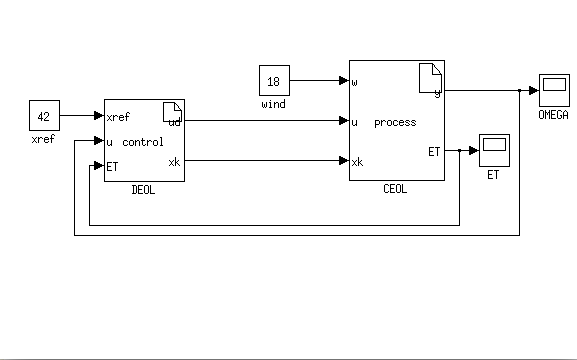 42
xref
xref
u
ET
control
ud
xk
DEOL
18
wind
w
u
xk
process
y
ET
CEOL
OMEGA
ET